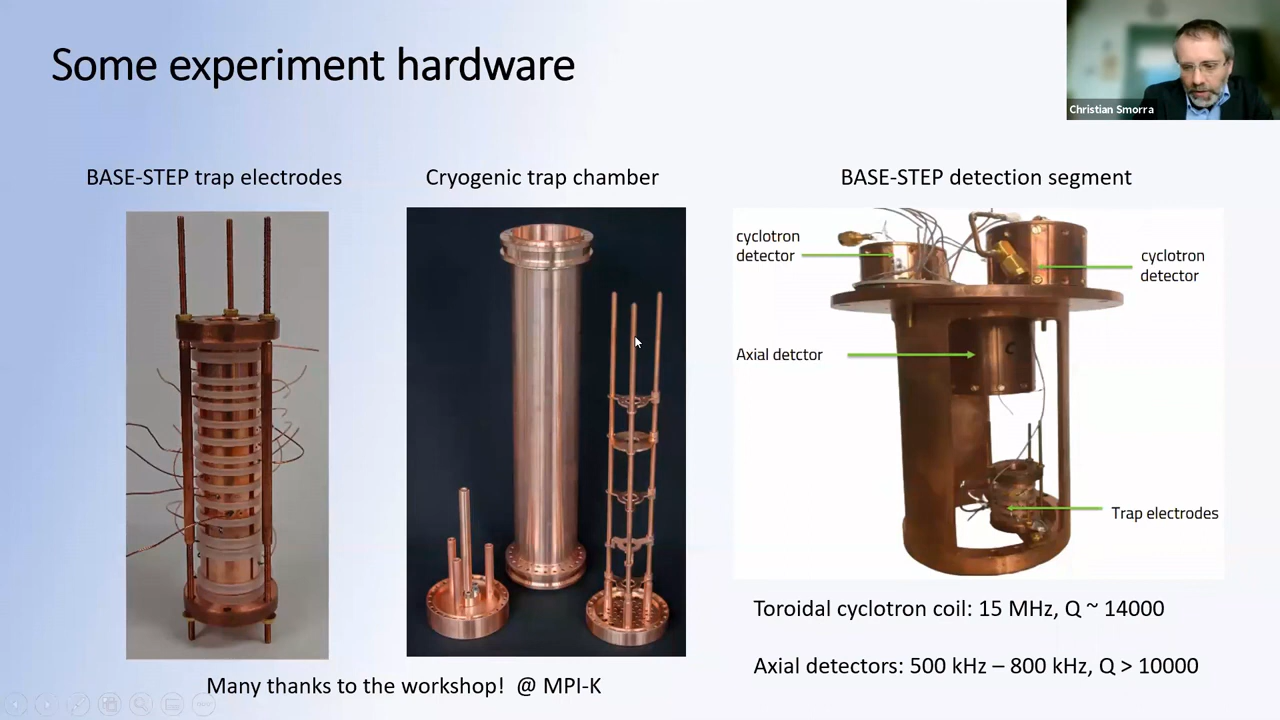 Some experiment hardware
Christian Smorra
BASE-STEP trap electrodes
Cryogenic trap chamber
BASE-STEP detection segment
cyclotron
detector
cyclotron
detector
Axial detctor
Trap electrodes
Toroidal cyclotron coil: 15 MHz, Q ~ 14000
Axial detectors: 500 kHz – 800 kHz, Q > 10000
Many thanks to the workshop!  @ MPI-K